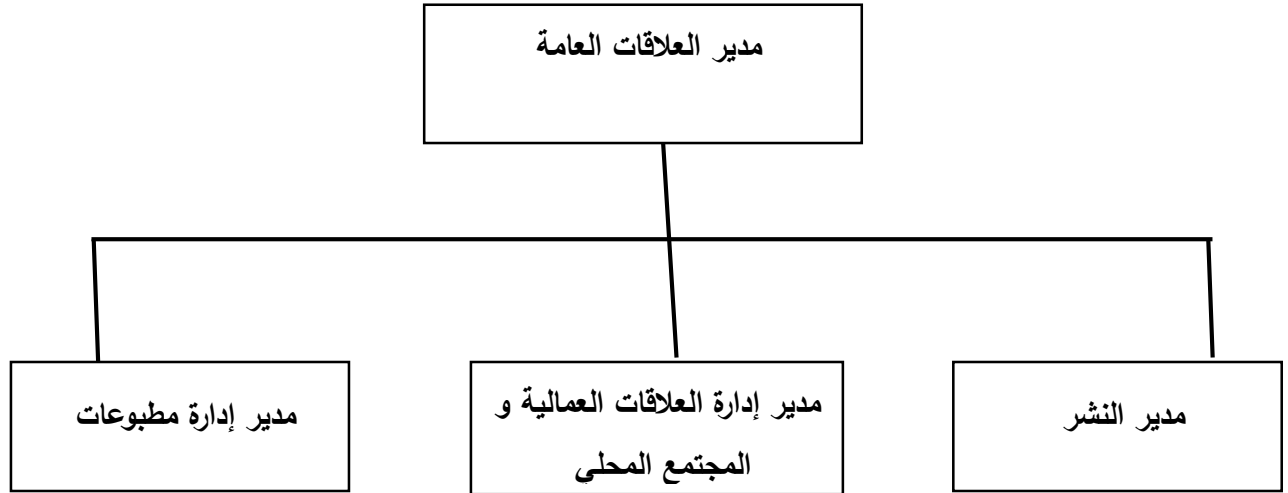 مدير العلاقات العامة
مدير النشر
مدير إدارة العلاقات العمالية و
المجتمع المحلي
مدير إدارة مطبوعات